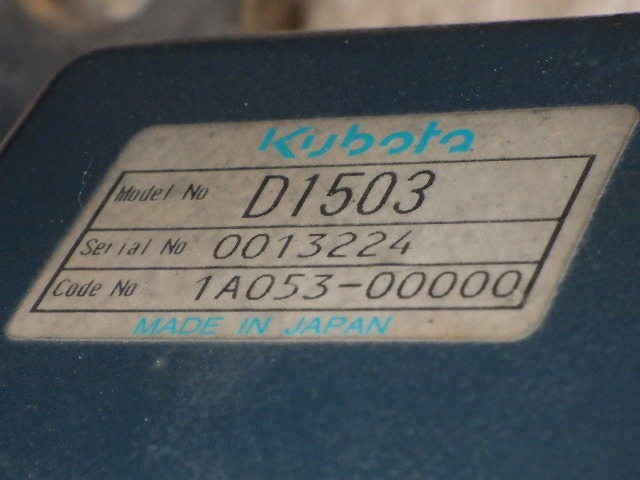 Kubota
Model No D1503
Serial No 0013224
Code No 1A053-00000
MADE IN JAPAN